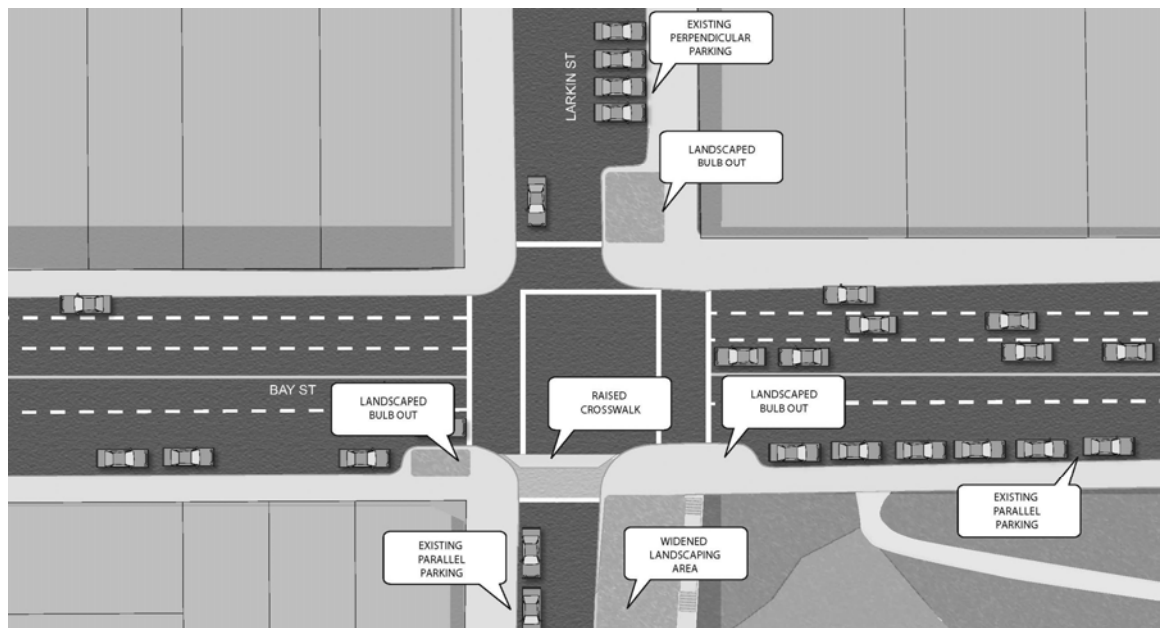 EXISTING
PERPENDICULAR
PARKING
LARKIN ST
LANDSCAPED
BULB OUT
BAY ST
LANDSCAPED
BULB OUT
RAISED
CROSSWALK
LANDSCAPED
BULB OUT
EXISTING
PARALLEL
PARKING
EXISTING
PARALLEL
PARKING
WIDENED
LANDSCAPING
AREA